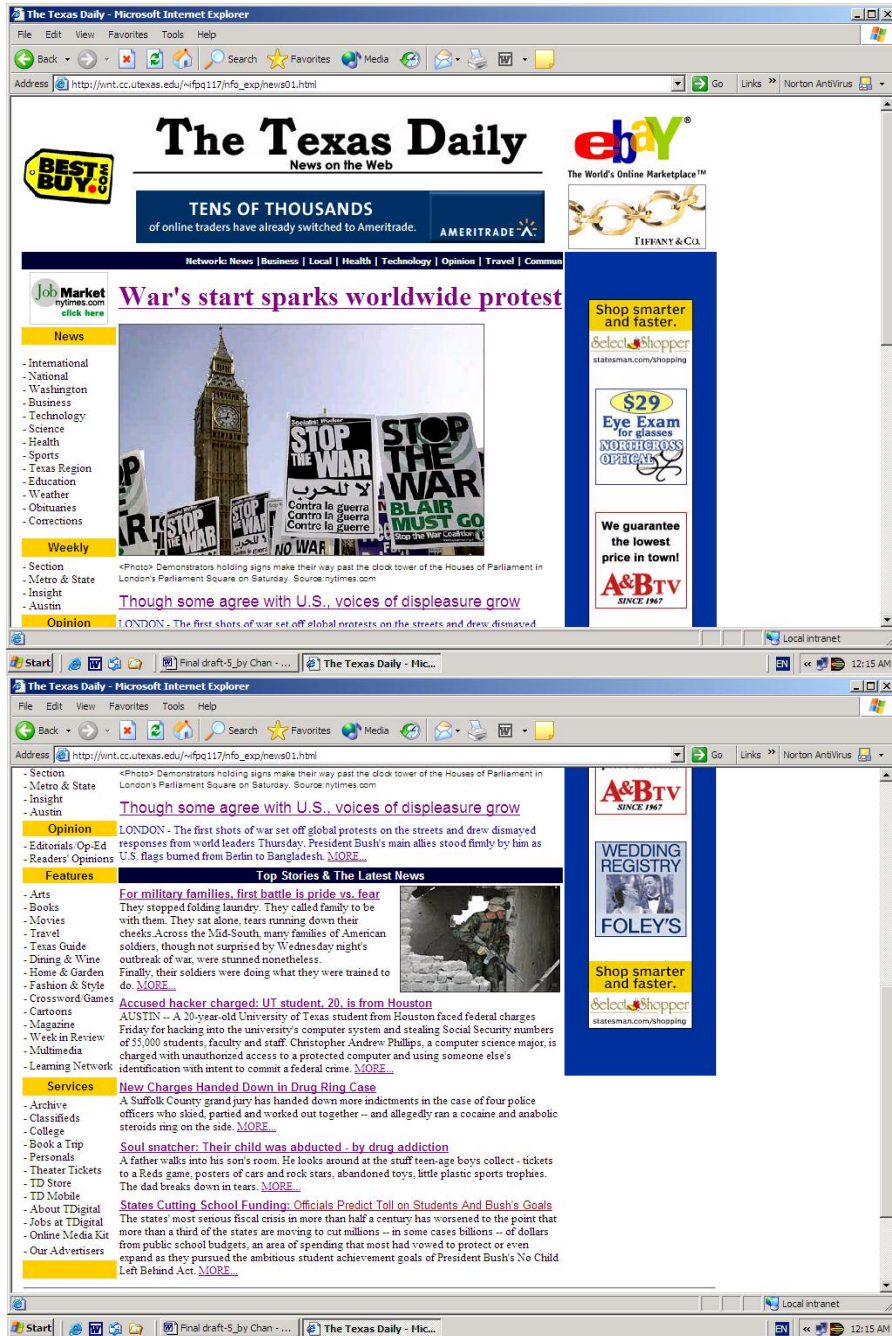 The Texas Daily - Microsoft Internet Explorer
File Edit View Favorites Tools Help
Back Search Favorites Media
Address http://wnt.cc.utexas.edu/~ifpq117/nfo_exp/news01.html Go Links » Norton AntiVirus
BEST BUY.COM
The Texas Daily
News on the Web
ebay®
The World's Online Marketplace™
TENS OF THOUSANDS
of online traders have already switched to Ameritrade.
AMERITRADE
TIFFANY & CO.
Network: News |Business | Local | Health | Technology | Opinion | Travel | Commun
Job Market
nytimes.com
click here
News
- International
- National
- Washington
- Business
- Technology
- Science
- Health
- Sports
- Texas Region
- Education
- Weather
- Obituaries
- Corrections
Weekly
- Section
- Metro & State
- Insight
- Austin
Opinion
War's start sparks worldwide protest
Socialist Worker
STOP
THE WAR
لا للحرب
Contra la guerra
Contro la guerra
Contre la guerre
STOP
THE
WAR
BLAIR
MUST GO
Stop the War Coalition
STOP
THE WAR
STOP
THE WAR
NO WAR
<Photo> Demonstrators holding signs make their way past the clock tower of the Houses of Parliament in
London's Parliament Square on Saturday. Source:nytimes.com
Though some agree with U.S., voices of displeasure grow
LONDON - The first shots of war set off global protests on the streets and drew dismayed
Shop smarter
and faster.
SelectShopper
statesman.com/shopping
$29
Eye Exam
for glasses
NORTHCROSS
OPTICAL
We guarantee
the lowest
price in town!
A&B TV
SINCE 1967
Local intranet
Start Final draft-5_by Chan - ... The Texas Daily - Mic... EN « 12:15 AM
The Texas Daily - Microsoft Internet Explorer
File Edit View Favorites Tools Help
Back Search Favorites Media
Address http://wnt.cc.utexas.edu/~ifpq117/nfo_exp/news01.html Go Links » Norton AntiVirus
- Section
- Metro & State
- Insight
- Austin
Opinion
- Editorials/Op-Ed
- Readers' Opinions
Features
- Arts
- Books
- Movies
- Travel
- Texas Guide
- Dining & Wine
- Home & Garden
- Fashion & Style
- Crossword/Games
- Cartoons
- Magazine
- Week in Review
- Multimedia
- Learning Network
Services
- Archive
- Classifieds
- College
- Book a Trip
- Personals
- Theater Tickets
- TD Store
- TD Mobile
- About TDigital
- Jobs at TDigital
- Online Media Kit
- Our Advertisers
<Photo> Demonstrators holding signs make their way past the clock tower of the Houses of Parliament in
London's Parliament Square on Saturday. Source:nytimes.com
Though some agree with U.S., voices of displeasure grow
LONDON - The first shots of war set off global protests on the streets and drew dismayed
responses from world leaders Thursday. President Bush's main allies stood firmly by him as
U.S. flags burned from Berlin to Bangladesh. MORE...
Top Stories & The Latest News
For military families, first battle is pride vs. fear
They stopped folding laundry. They called family to be
with them. They sat alone, tears running down their
cheeks.Across the Mid-South, many families of American
soldiers, though not surprised by Wednesday night's
outbreak of war, were stunned nonetheless.
Finally, their soldiers were doing what they were trained to
do. MORE...
Accused hacker charged: UT student, 20, is from Houston
AUSTIN -- A 20-year-old University of Texas student from Houston faced federal charges
Friday for hacking into the university's computer system and stealing Social Security numbers
of 55,000 students, faculty and staff. Christopher Andrew Phillips, a computer science major, is
charged with unauthorized access to a protected computer and using someone else's
identification with intent to commit a federal crime. MORE...
New Charges Handed Down in Drug Ring Case
A Suffolk County grand jury has handed down more indictments in the case of four police
officers who skied, partied and worked out together -- and allegedly ran a cocaine and anabolic
steroids ring on the side. MORE...
Soul snatcher: Their child was abducted - by drug addiction
A father walks into his son's room. He looks around at the stuff teen-age boys collect - tickets
to a Reds game, posters of cars and rock stars, abandoned toys, little plastic sports trophies.
The dad breaks down in tears. MORE...
States Cutting School Funding: Officials Predict Toll on Students And Bush's Goals
The states' most serious fiscal crisis in more than half a century has worsened to the point that
more than a third of the states are moving to cut millions -- in some cases billions -- of dollars
from public school budgets, an area of spending that most had vowed to protect or even
expand as they pursued the ambitious student achievement goals of President Bush's No Child
Left Behind Act. MORE...
A&B TV
SINCE 1967
WEDDING
REGISTRY
FOLEY'S
Shop smarter
and faster.
SelectShopper
statesman.com/shopping
Local intranet
Start Final draft-5_by Chan - ... The Texas Daily - Mic... EN « 12:15 AM